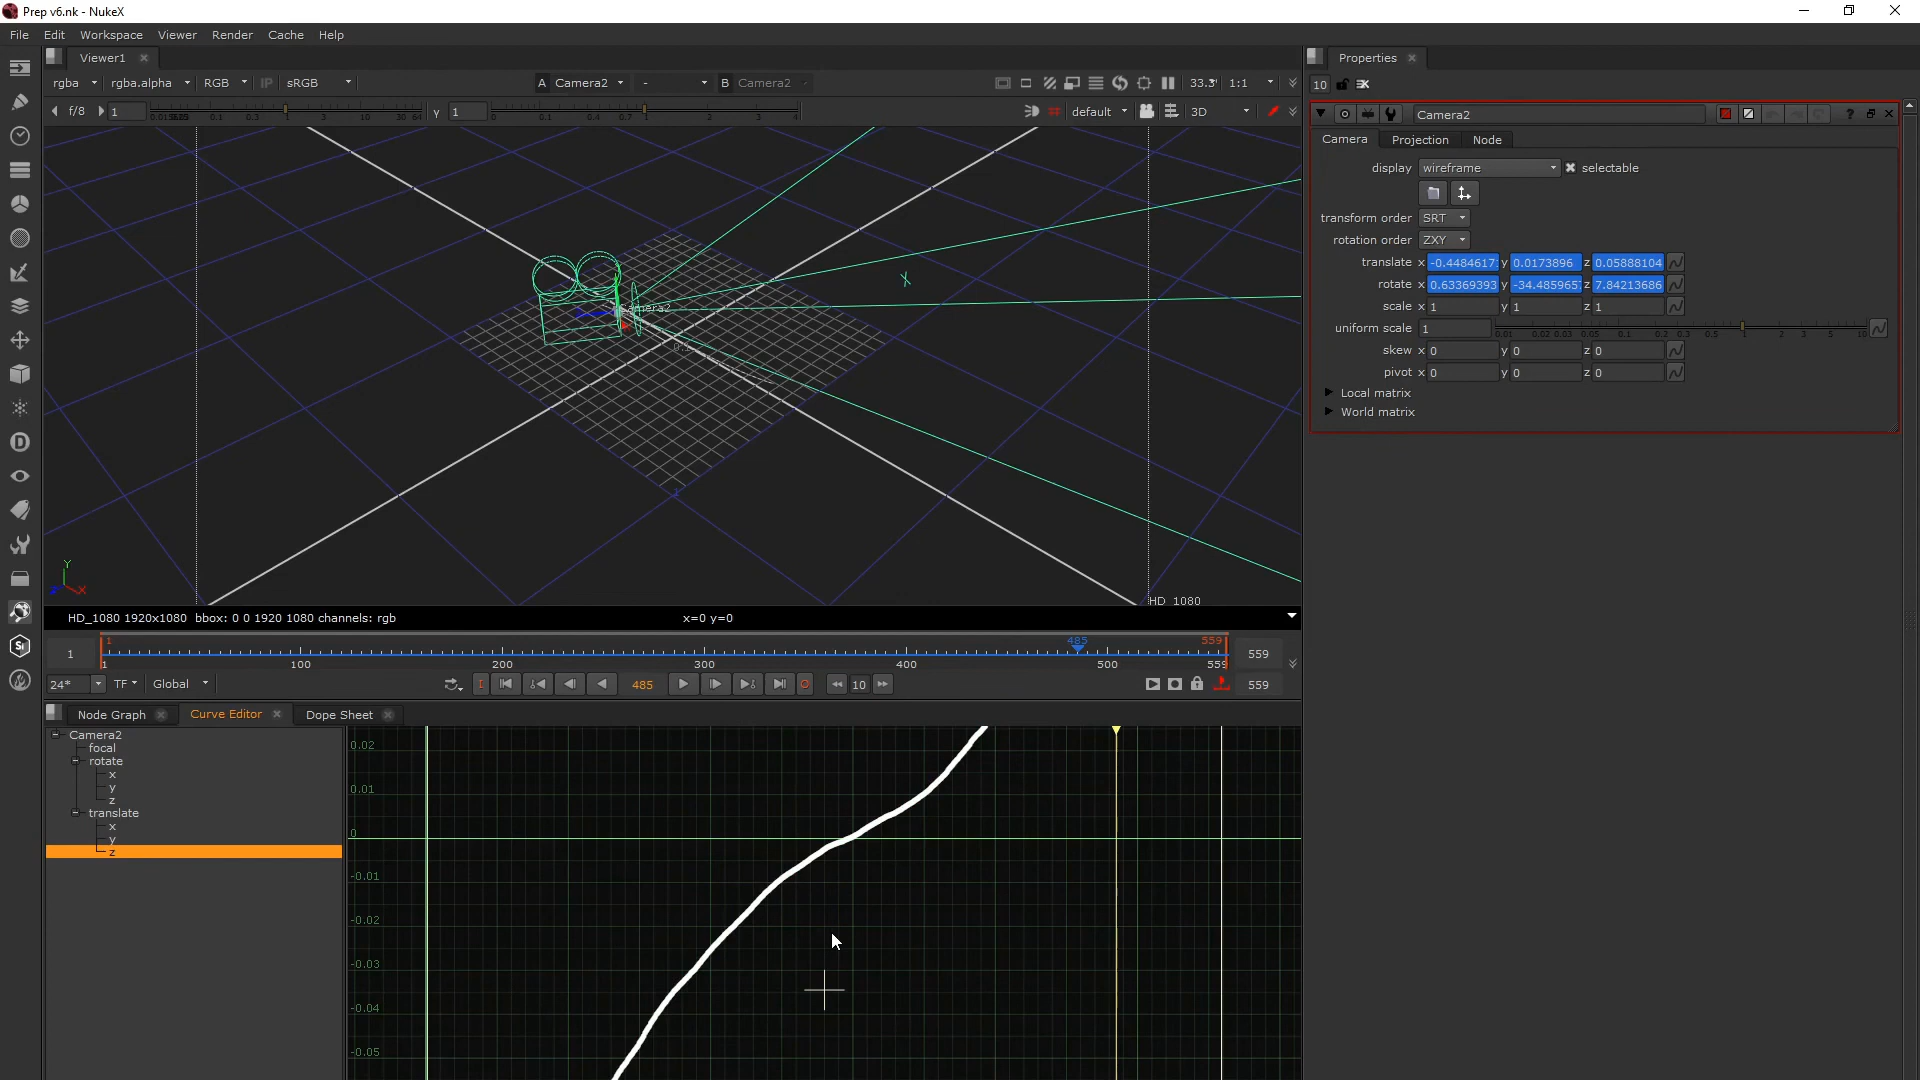 Prep v6.nk - NukeX
File Edit Workspace Viewer Render Cache Help
Viewer1
Properties
rgba rgba.alpha RGB IP sRGB A Camera2 - B Camera2 33.3 1:1
10
f/8 1 y 1 default 3D
Camera2
Camera Projection Node
display wireframe selectable
transform order SRT
rotation order ZXY
translate x -0.4484617 y 0.0173896 z 0.05888104
rotate x 0.63369393 y -34.485965 z 7.84213686
scale x 1 y 1 z 1
uniform scale 1
skew x 0 y 0 z 0
pivot x 0 y 0 z 0
Local matrix
World matrix
Camera2
X
Y
X
1
HD_1080
HD_1080 1920x1080 bbox: 0 0 1920 1080 channels: rgb x=0 y=0
1 485 559
1 559
1 100 200 300 400 500 559
24* TF Global 485 10 559
Node Graph Curve Editor Dope Sheet
Camera2
focal
rotate
x
y
z
translate
x
y
z
0.02
0.01
0
-0.01
-0.02
-0.03
-0.04
-0.05